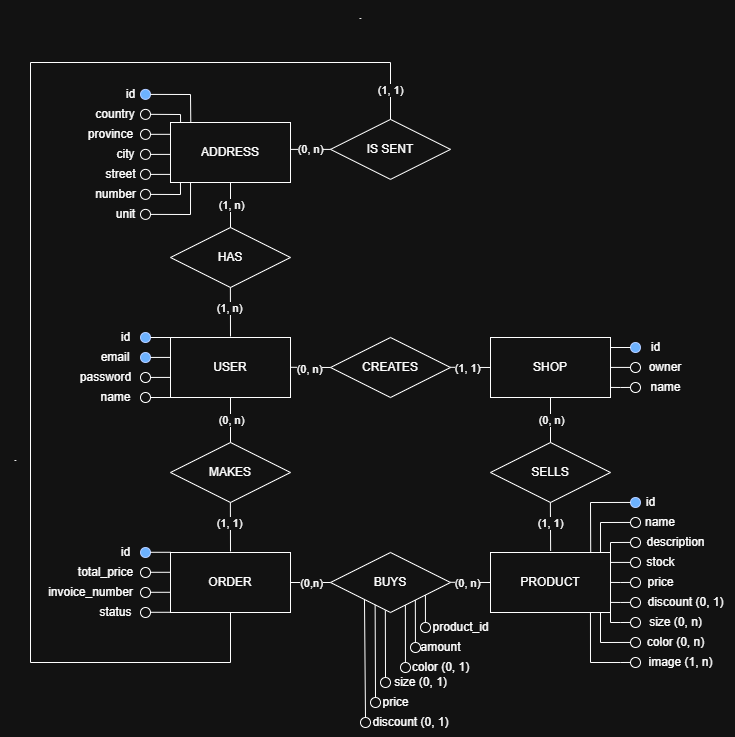 (1, 1)
id
country
province
city
street
number
unit
ADDRESS
(0, n)
IS SENT
(1, n)
HAS
(1, n)
id
email
password
name
USER
(0, n)
CREATES
(1, 1)
SHOP
id
owner
name
(0, n)
MAKES
(1, 1)
(0, n)
SELLS
(1, 1)
id
total_price
invoice_number
status
ORDER
(0,n)
BUYS
(0, n)
PRODUCT
id
name
description
stock
price
discount (0, 1)
size (0, n)
color (0, n)
image (1, n)
product_id
amount
color (0, 1)
size (0, 1)
price
discount (0, 1)